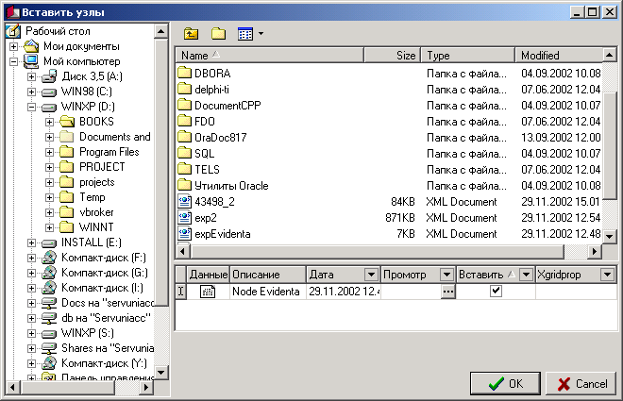 Вставить узлы
Рабочий стол
Мои документы
Мой компьютер
Диск 3,5 (A:)
WIN98 (C:)
WINXP (D:)
BOOKS
Documents and
Program Files
PROJECT
projects
Temp
vbroker
WINNT
INSTALL (E:)
Компакт-диск (F:)
Компакт-диск (G:)
Компакт-диск (I:)
Docs на "Servuniacc"
db на "Servuniacc"
WINXP (S:)
Shares на "Servunia
Компакт-диск (Y:)
Панель управления
Name Size Type Modified
DBORA Папка с файла... 04.09.2002 10.08
delphi-ti Папка с файла... 07.06.2002 12.04
DocumentCPP Папка с файла... 04.09.2002 10.07
FDO Папка с файла... 07.06.2002 12.04
OraDoc817 Папка с файла... 13.09.2002 12.00
SQL Папка с файла... 04.09.2002 10.07
TELS Папка с файла... 07.06.2002 12.04
Утилиты Oracle Папка с файла... 04.09.2002 10.07
43498_2 84KB XML Document 29.11.2002 15.01
exp2 871KB XML Document 29.11.2002 12.54
expEvidenta 7KB XML Document 29.11.2002 12.48
Данные Описание Дата Промотр Вставить Xgridprop
Node Evidenta 29.11.2002 12.4 ...
OK Cancel